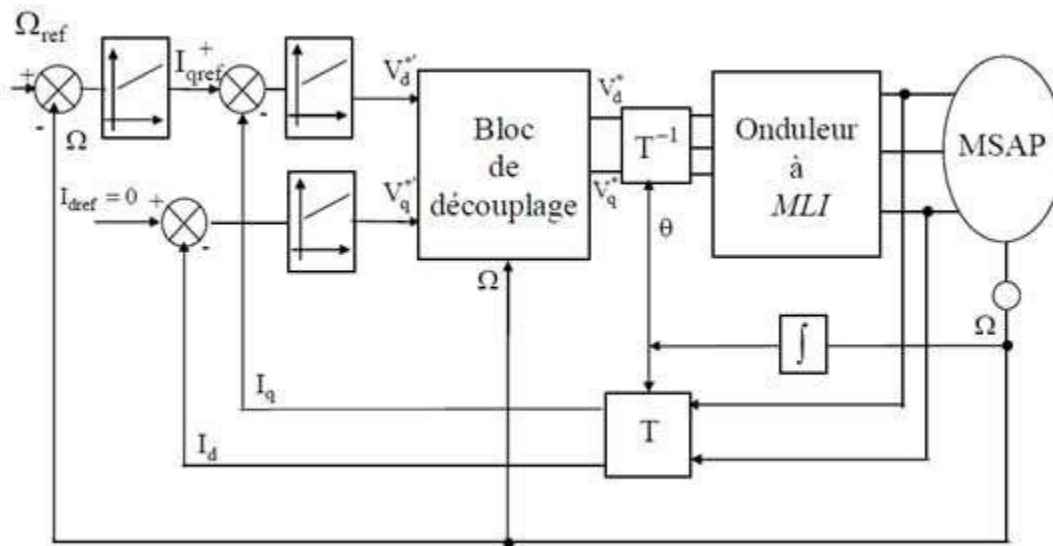 Ω_ref
+
-
Ω
I_qref
+
-
V_d^*'
I_dref = 0
+
-
V_q^*'
Bloc
de
découplage
Ω
V_d^*
V_q^*
T^-1
θ
Onduleur
à
MLI
MSAP
Ω
∫
T
I_q
I_d